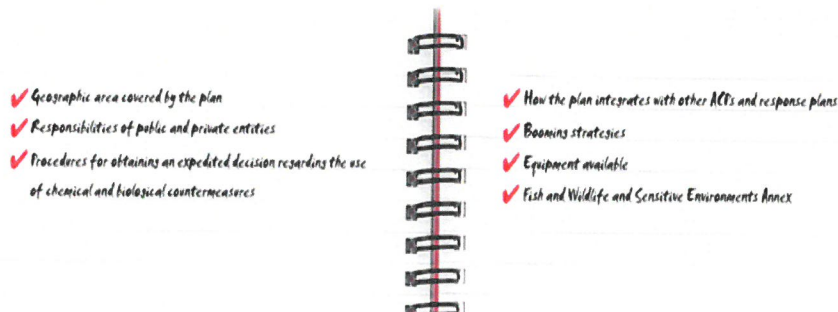 Geographic area covered by the plan
Responsibilities of public and private entities
Procedures for obtaining an expedited decision regarding the use
of chemical and biological countermeasures
How the plan integrates with other ACPs and response plans
Booming strategies
Equipment available
Fish and Wildlife and Sensitive Environments Annex